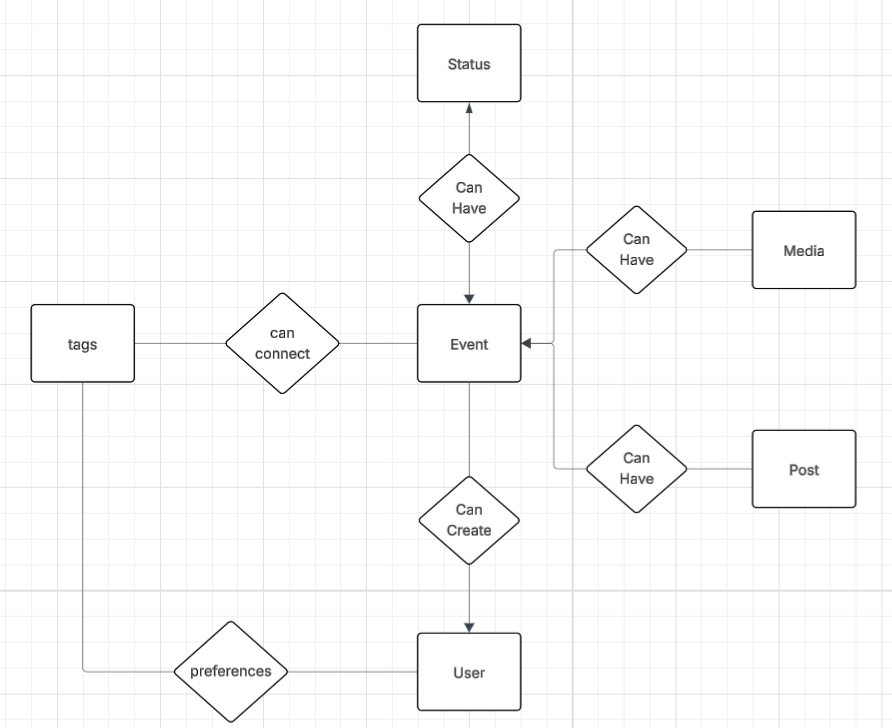 Status
Can
Have
Can
Have
Media
tags
can
connect
Event
Can
Have
Post
Can
Create
preferences
User